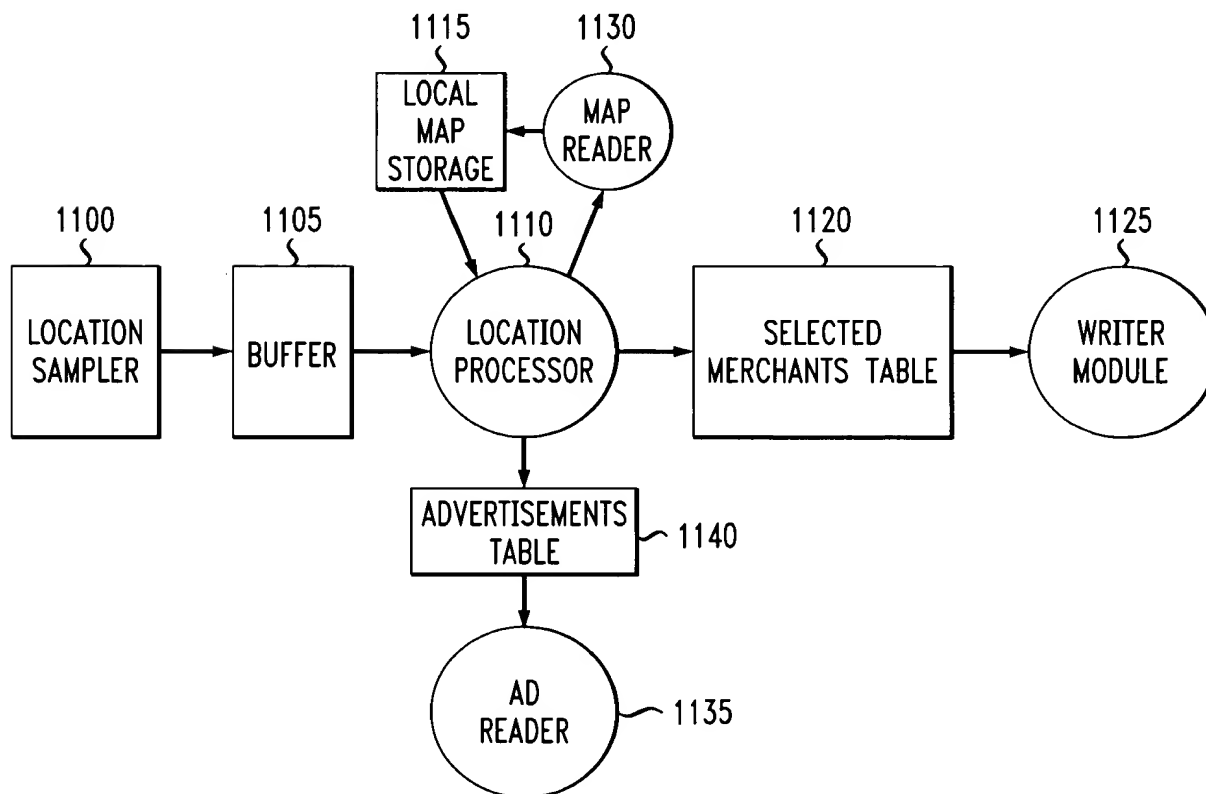 1115
1130
LOCAL
MAP
STORAGE
MAP
READER
1100
1105
1110
1120
1125
LOCATION
SAMPLER
BUFFER
LOCATION
PROCESSOR
SELECTED
MERCHANTS TABLE
WRITER
MODULE
ADVERTISEMENTS
TABLE
1140
AD
READER
1135